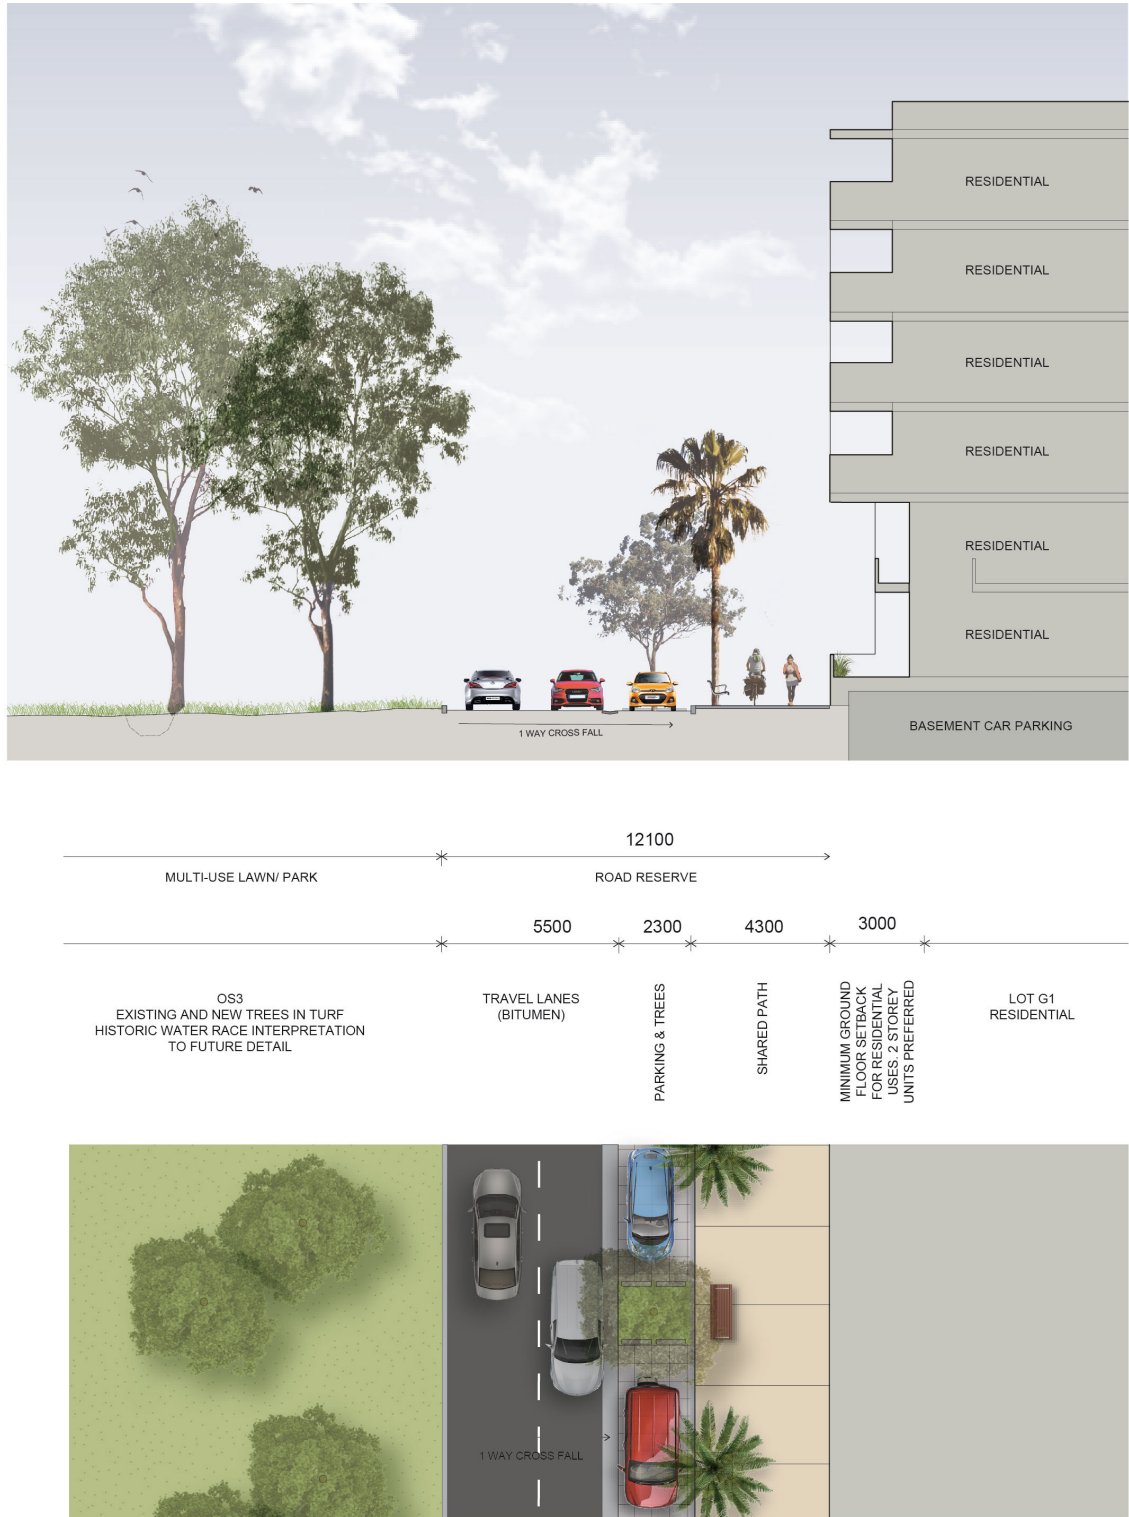 RESIDENTIAL
RESIDENTIAL
RESIDENTIAL
RESIDENTIAL
RESIDENTIAL
RESIDENTIAL
BASEMENT CAR PARKING
1 WAY CROSS FALL
12100
MULTI-USE LAWN/ PARK
ROAD RESERVE
5500
2300
4300
3000
OS3
EXISTING AND NEW TREES IN TURF
HISTORIC WATER RACE INTERPRETATION
TO FUTURE DETAIL
TRAVEL LANES
(BITUMEN)
PARKING & TREES
SHARED PATH
MINIMUM GROUND
FLOOR SETBACK
FOR RESIDENTIAL
USES. 2 STOREY
UNITS PREFERRED
LOT G1
RESIDENTIAL
1 WAY CROSS FALL